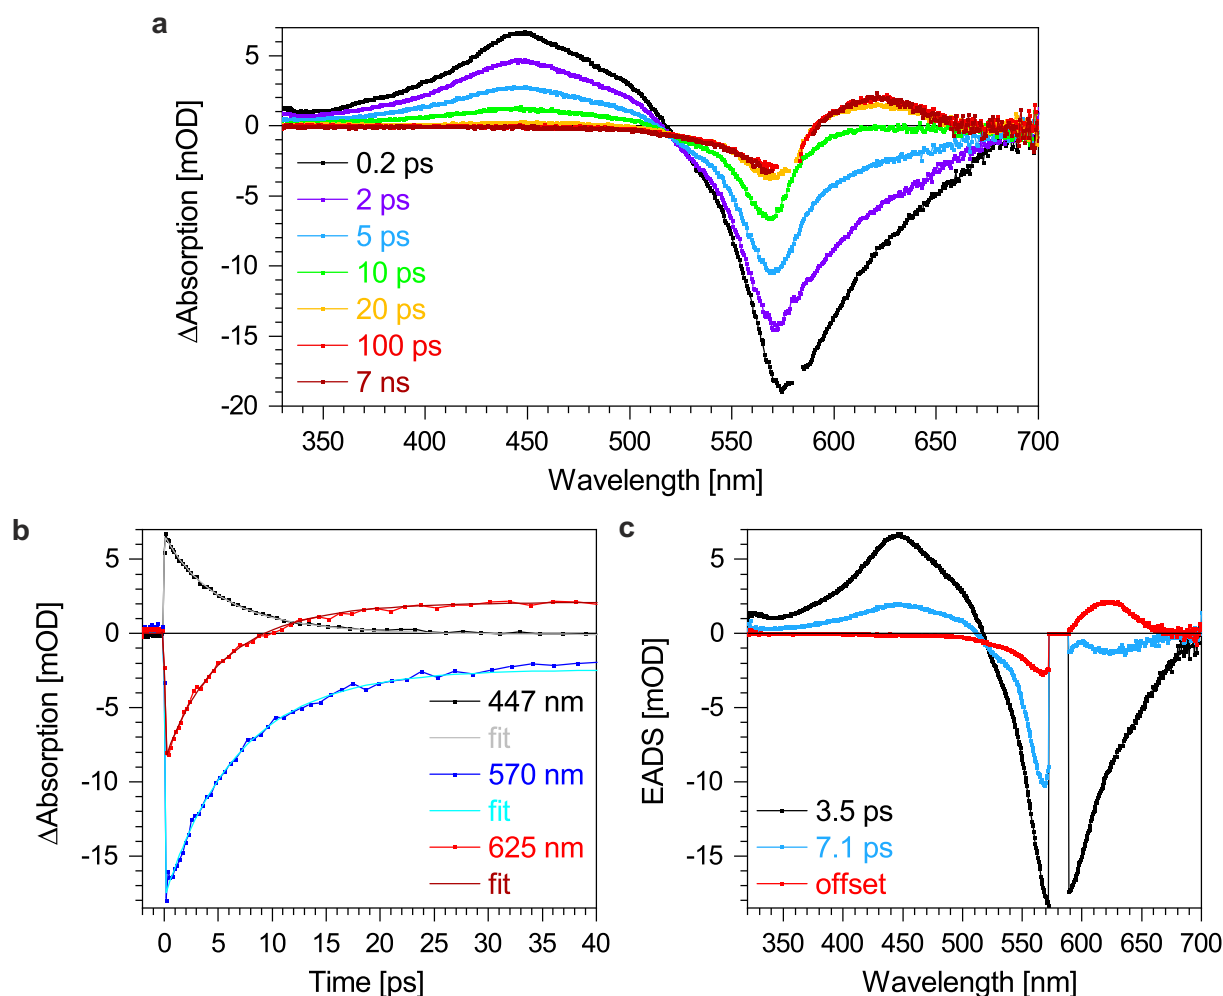 a
ΔAbsorption [mOD]
5
0
-5
-10
-15
-20
0.2 ps
2 ps
5 ps
10 ps
20 ps
100 ps
7 ns
350 400 450 500 550 600 650 700
Wavelength [nm]
b
ΔAbsorption [mOD]
5
0
-5
-10
-15
447 nm
fit
570 nm
fit
625 nm
fit
0 5 10 15 20 25 30 35 40
Time [ps]
c
EADS [mOD]
5
0
-5
-10
-15
3.5 ps
7.1 ps
offset
350 400 450 500 550 600 650 700
Wavelength [nm]